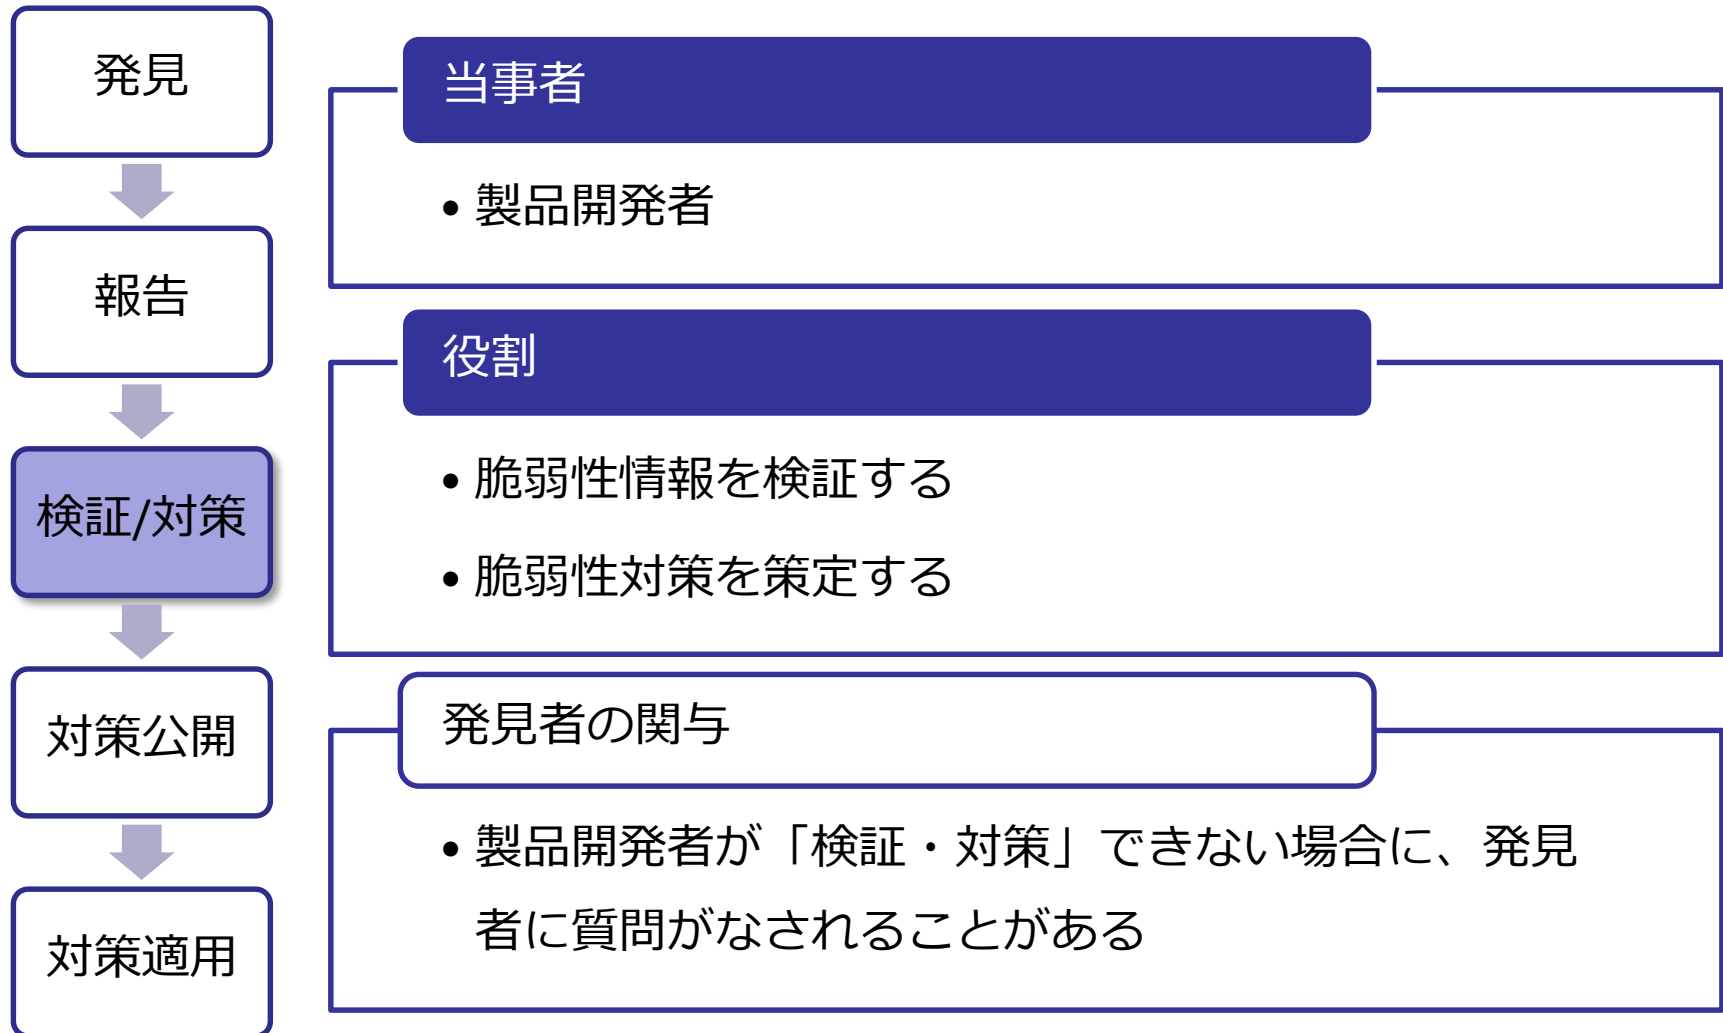 発見
報告
検証/対策
対策公開
対策適用
当事者
• 製品開発者
役割
• 脆弱性情報を検証する
• 脆弱性対策を策定する
発見者の関与
• 製品開発者が「検証・対策」できない場合に、発見
者に質問がなされることがある